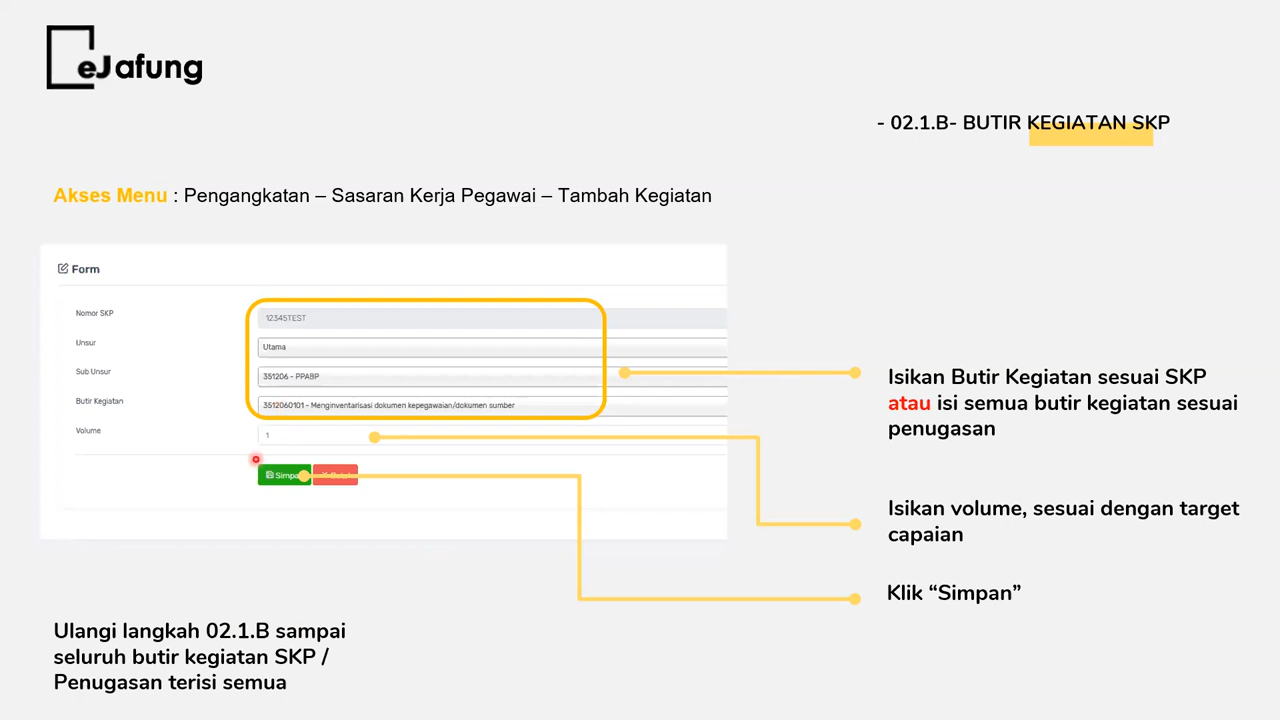 eJafung
- 02.1.B- BUTIR KEGIATAN SKP
Akses Menu : Pengangkatan – Sasaran Kerja Pegawai – Tambah Kegiatan
Form
Nomor SKP
12345TEST
Unsur
Utama
Sub Unsur
351206 - PPABP
Butir Kegiatan
3512060101 - Menginventarisasi dokumen kepegawaian/dokumen sumber
Volume
1
Isikan Butir Kegiatan sesuai SKP
atau isi semua butir kegiatan sesuai
penugasan
Isikan volume, sesuai dengan target
capaian
Klik “Simpan”
Ulangi langkah 02.1.B sampai
seluruh butir kegiatan SKP /
Penugasan terisi semua